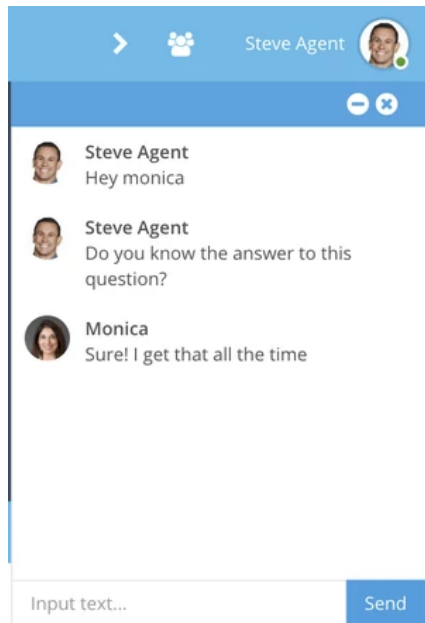 Steve Agent
Steve Agent
Hey monica
Steve Agent
Do you know the answer to this
question?
Monica
Sure! I get that all the time
Input text...
Send